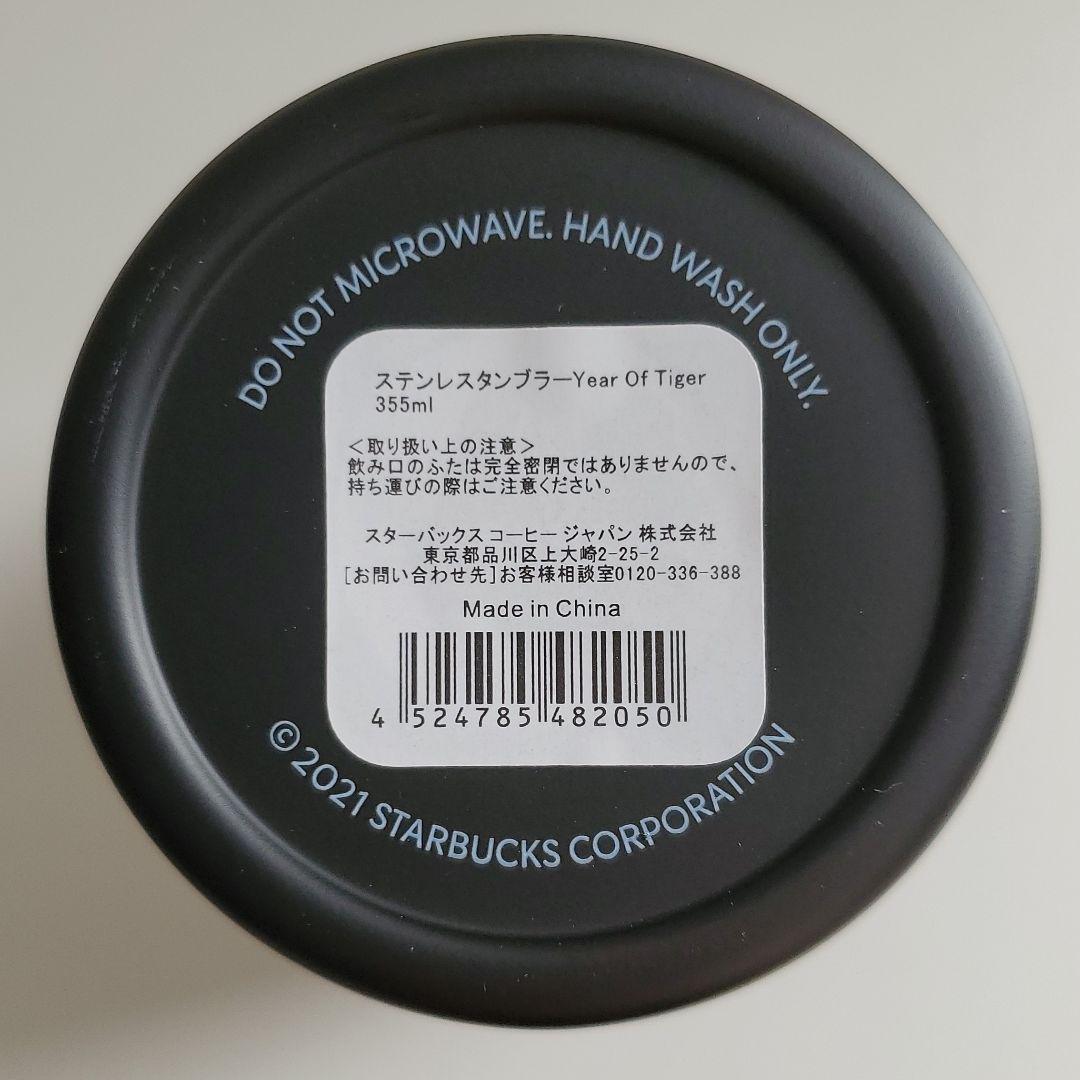 DO NOT MICROWAVE. HAND WASH ONLY.
ステンレスタンブラーYear Of Tiger
355ml
＜取り扱い上の注意＞
飲み口のふたは完全密閉ではありませんので、
持ち運びの際はご注意ください。
スターバックス コーヒー ジャパン 株式会社
東京都品川区上大崎2-25-2
[お問い合わせ先]お客様相談室0120-336-388
Made in China
4 524785 482050
© 2021 STARBUCKS CORPORATION